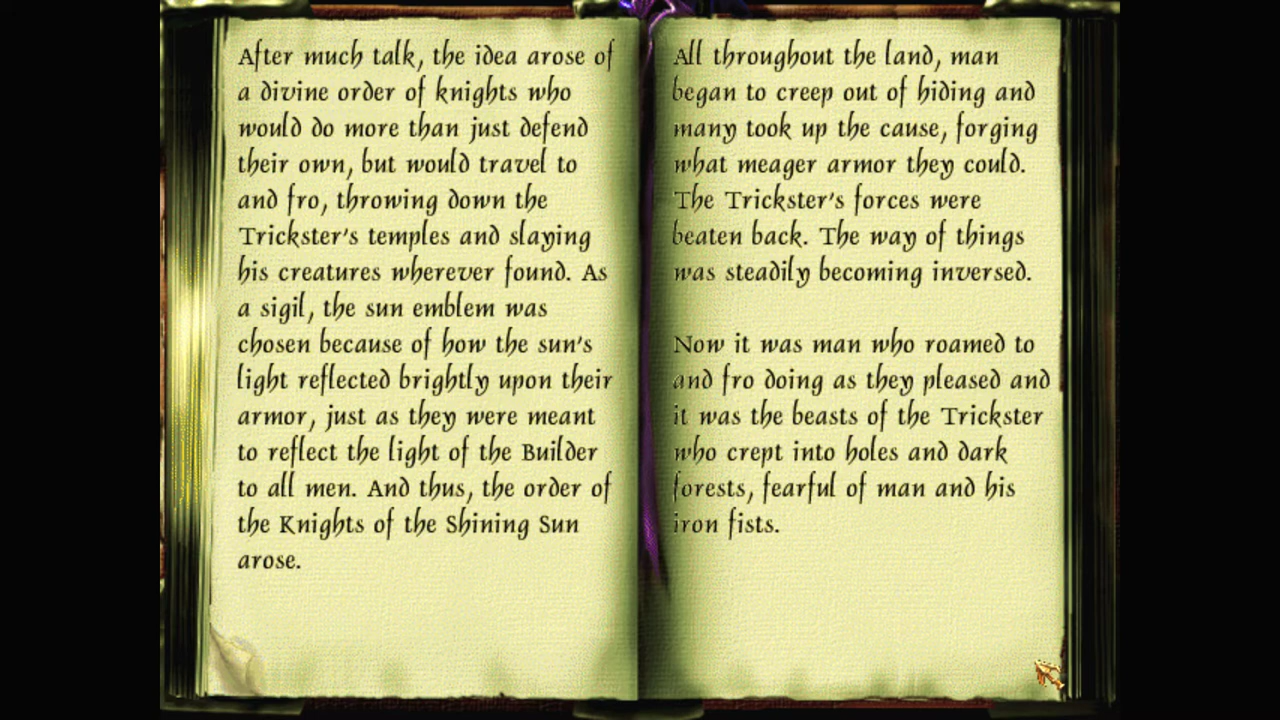 After much talk, the idea arose of
a divine order of knights who
would do more than just defend
their own, but would travel to
and fro, throwing down the
Trickster's temples and slaying
his creatures wherever found. As
a sigil, the sun emblem was
chosen because of how the sun's
light reflected brightly upon their
armor, just as they were meant
to reflect the light of the Builder
to all men. And thus, the order of
the Knights of the Shining Sun
arose.
All throughout the land, man
began to creep out of hiding and
many took up the cause, forging
what meager armor they could.
The Trickster's forces were
beaten back. The way of things
was steadily becoming inversed.
Now it was man who roamed to
and fro doing as they pleased and
it was the beasts of the Trickster
who crept into holes and dark
forests, fearful of man and his
iron fists.